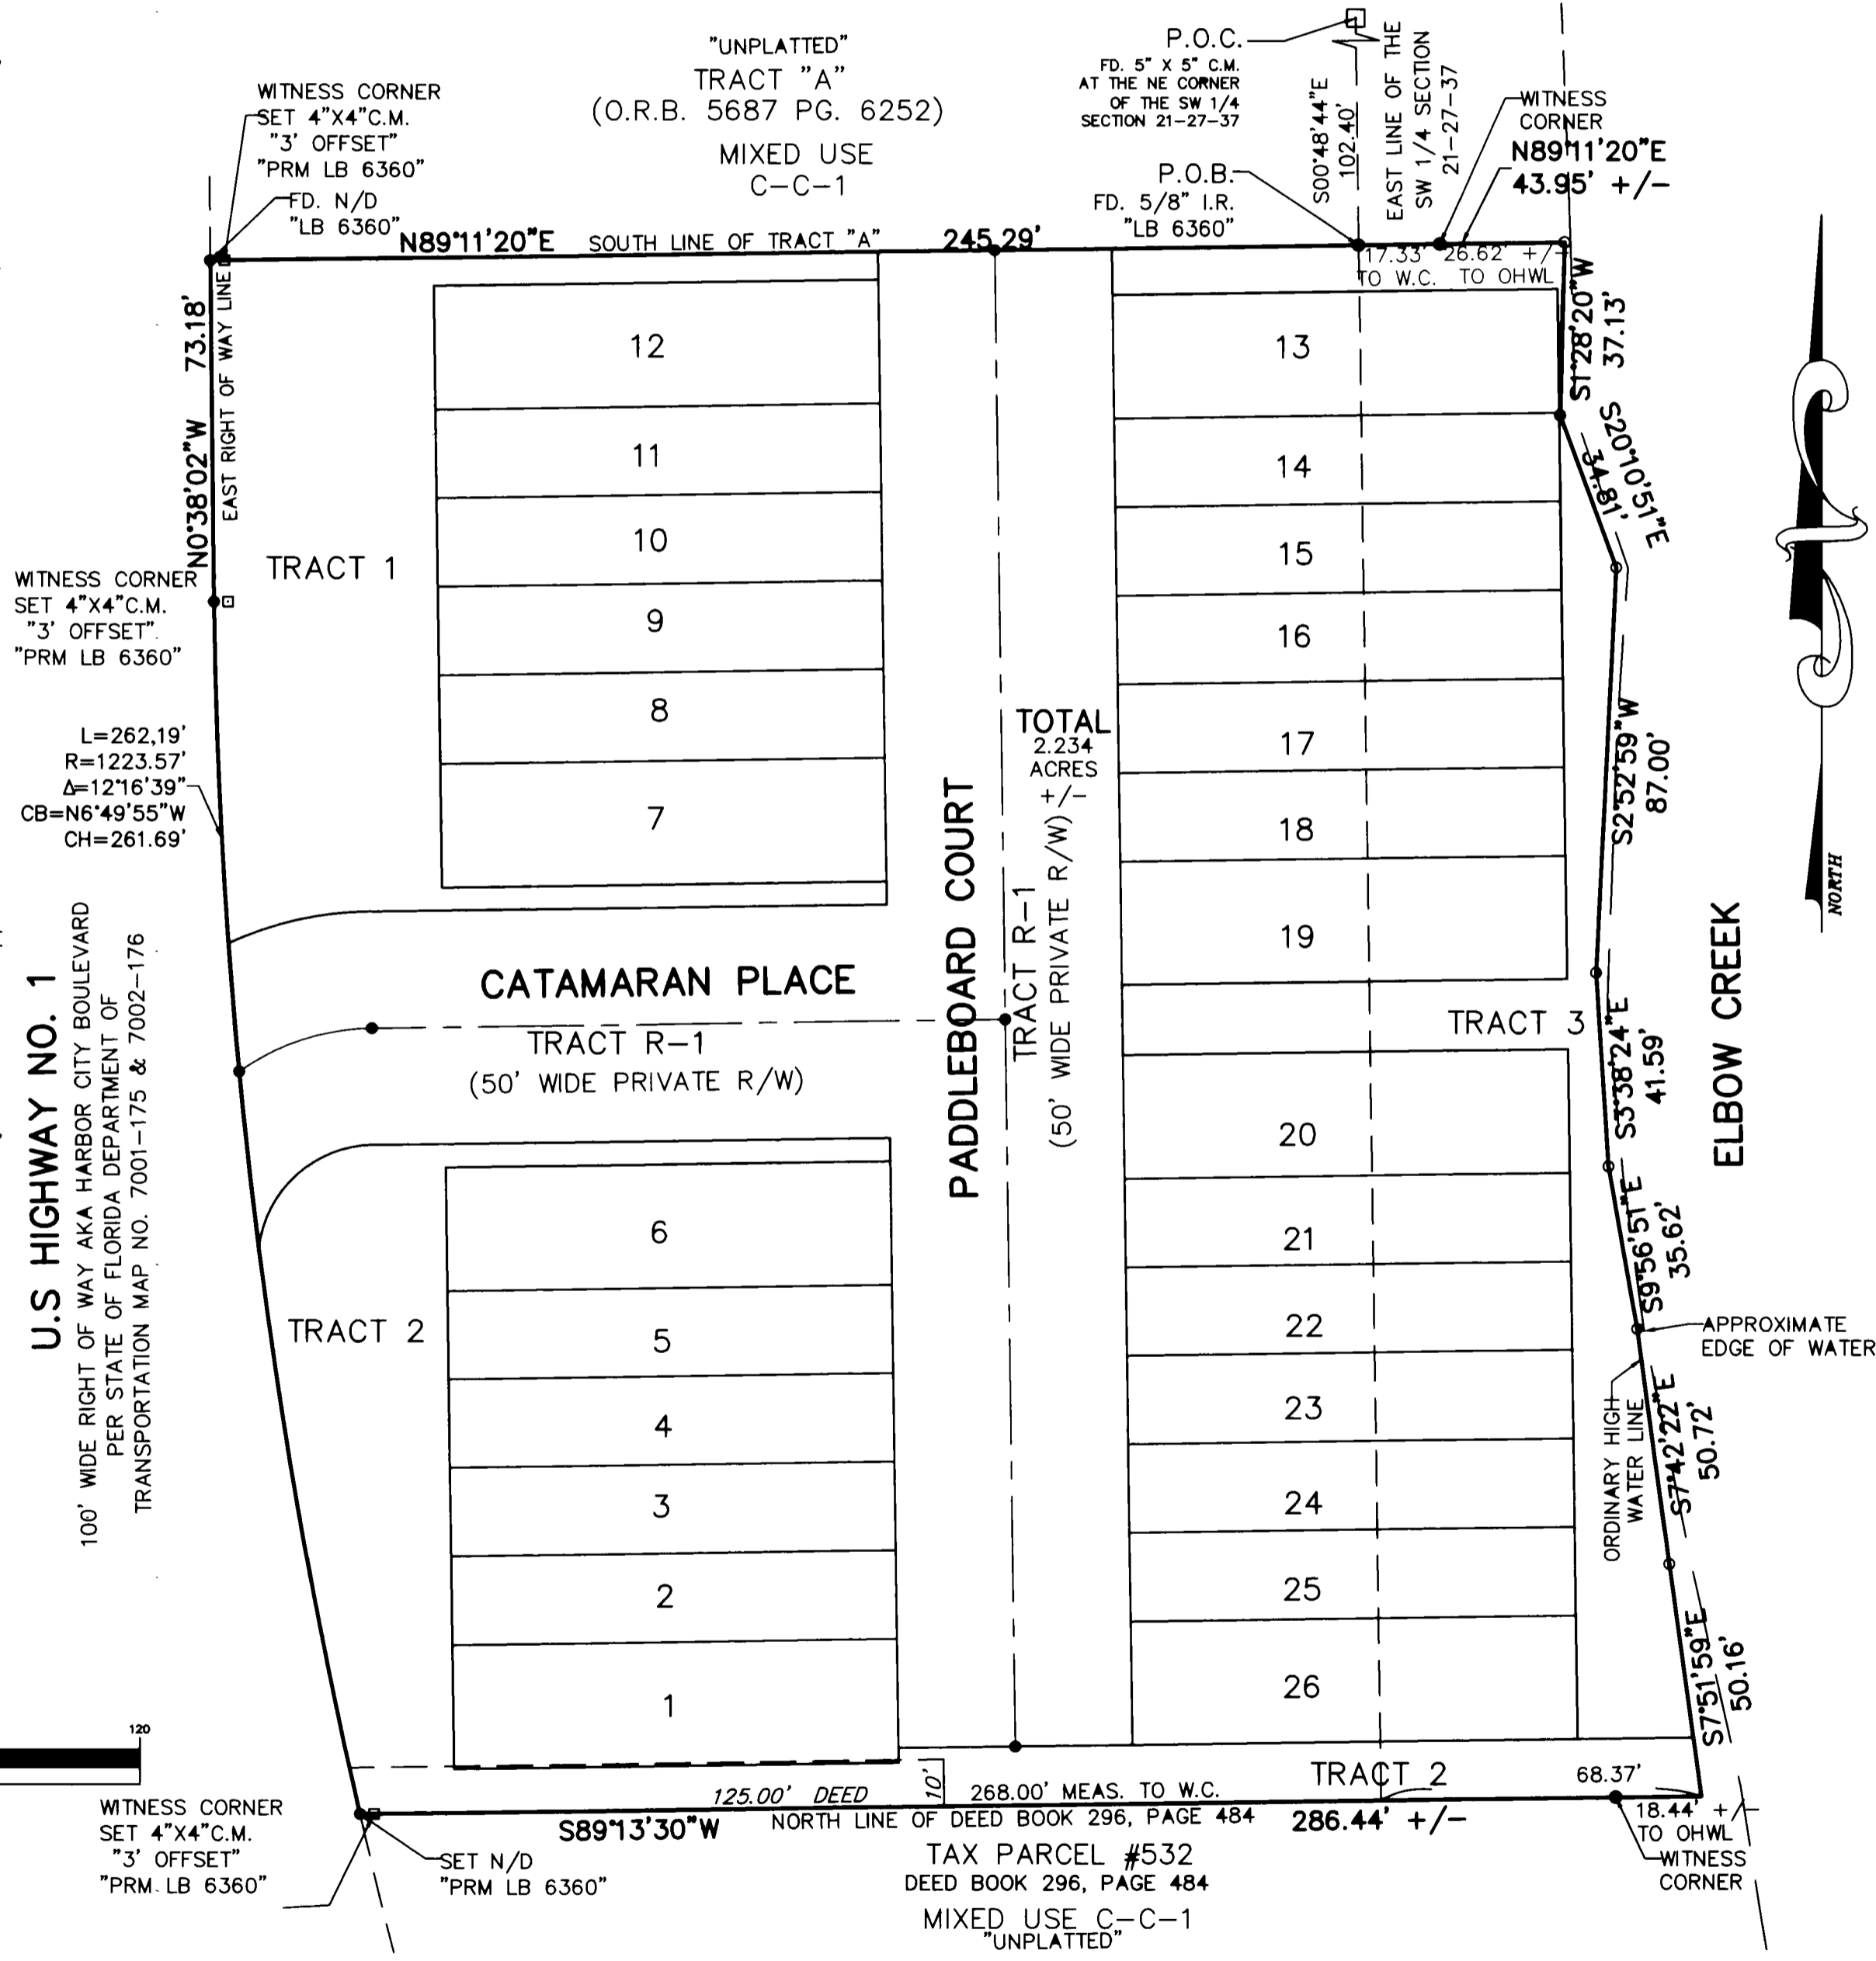 "UNPLATTED"
TRACT "A"
(O.R.B. 5687 PG. 6252)
MIXED USE
C-C-1
WITNESS CORNER
SET 4"X4"C.M.
"3' OFFSET"
"PRM LB 6360"
FD. N/D
"LB 6360"
P.O.C.
FD. 5" X 5" C.M.
AT THE NE CORNER
OF THE SW 1/4
SECTION 21-27-37
P.O.B.
FD. 5/8" I.R.
"LB 6360"
S00°48'44"E
102.40'
EAST LINE OF THE
SW 1/4 SECTION
21-27-37
WITNESS
CORNER
N89°11'20"E
43.95' +/-
N89°11'20"E SOUTH LINE OF TRACT "A" 245.29'
17.33' 26.62' +/-
TO W.C. TO OHWL
N0°38'02"W 73.18'
EAST RIGHT OF WAY LINE
S1°28'20"W
37.13'
S20°10'51"E
34.81'
12
13
11
14
10
15
TRACT 1
9
16
WITNESS CORNER
SET 4"X4"C.M.
"3' OFFSET".
"PRM LB 6360"
8
17
7
18
19
L=262,19'
R=1223.57'
Δ=12°16'39"
CB=N6°49'55"W
CH=261.69'
TOTAL
2.234
ACRES
+/-
S2°52'59"W
87.00'
NORTH
PADDLEBOARD COURT
TRACT R-1
(50' WIDE PRIVATE R/W)
CATAMARAN PLACE
TRACT R-1
(50' WIDE PRIVATE R/W)
TRACT 3
S3°38'24"E
41.59'
ELBOW CREEK
U.S HIGHWAY NO. 1
100' WIDE RIGHT OF WAY AKA HARBOR CITY BOULEVARD
PER STATE OF FLORIDA DEPARTMENT OF
TRANSPORTATION MAP NO. 7001-175 & 7002-176
20
6
21
S9°56'51"E
35.62'
TRACT 2
5
22
APPROXIMATE
EDGE OF WATER
4
23
ORDINARY HIGH
WATER LINE
S7°42'22"E
50.72'
3
24
2
25
1
26
S7°51'59"E
50.16'
120
TRACT 2
68.37'
125.00' DEED
10'
268.00' MEAS. TO W.C.
S89°13'30"W
NORTH LINE OF DEED BOOK 296, PAGE 484
286.44' +/-
18.44' +/-
TO OHWL
WITNESS
CORNER
WITNESS CORNER
SET 4"X4"C.M.
"3' OFFSET"
"PRM LB 6360"
SET N/D
"PRM LB 6360"
TAX PARCEL #532
DEED BOOK 296, PAGE 484
MIXED USE C-C-1
"UNPLATTED"